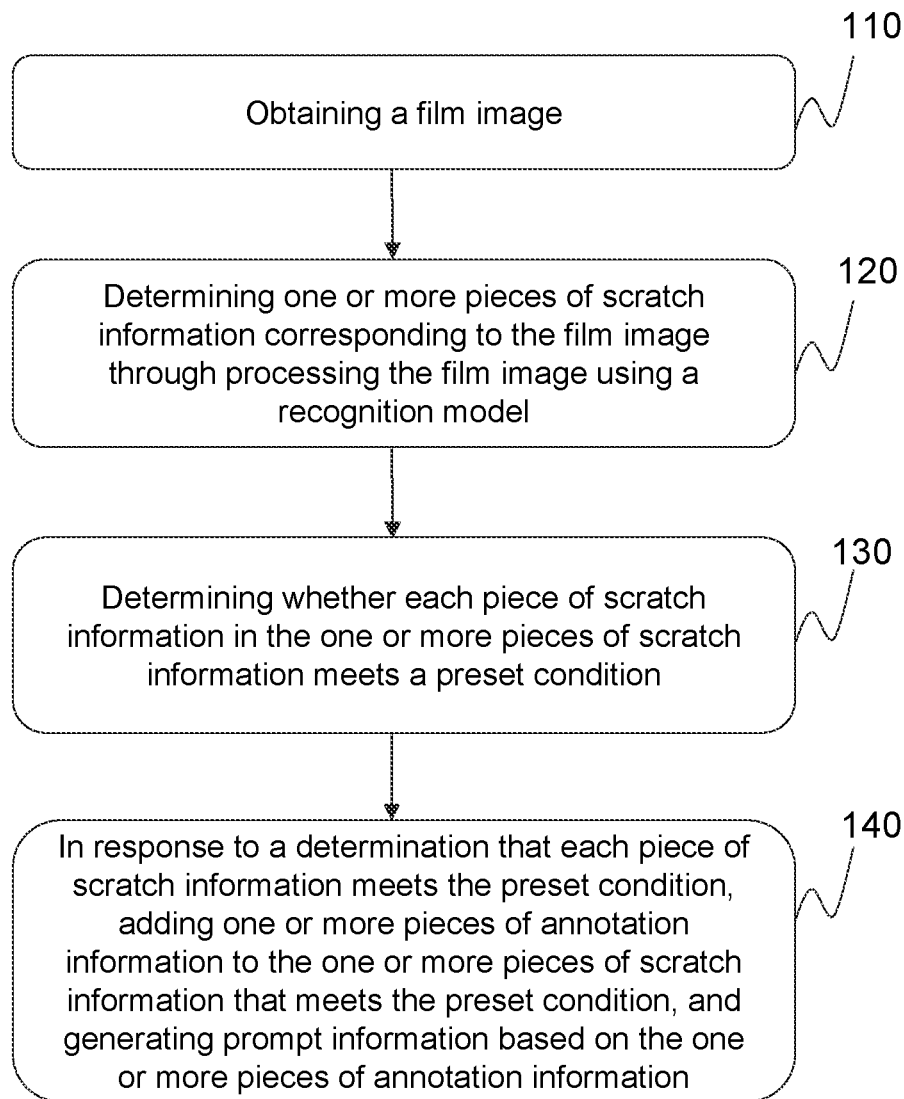 110
Obtaining a film image
120
Determining one or more pieces of scratch
information corresponding to the film image
through processing the film image using a
recognition model
130
Determining whether each piece of scratch
information in the one or more pieces of scratch
information meets a preset condition
140
In response to a determination that each piece of
scratch information meets the preset condition,
adding one or more pieces of annotation
information to the one or more pieces of scratch
information that meets the preset condition, and
generating prompt information based on the one
or more pieces of annotation information